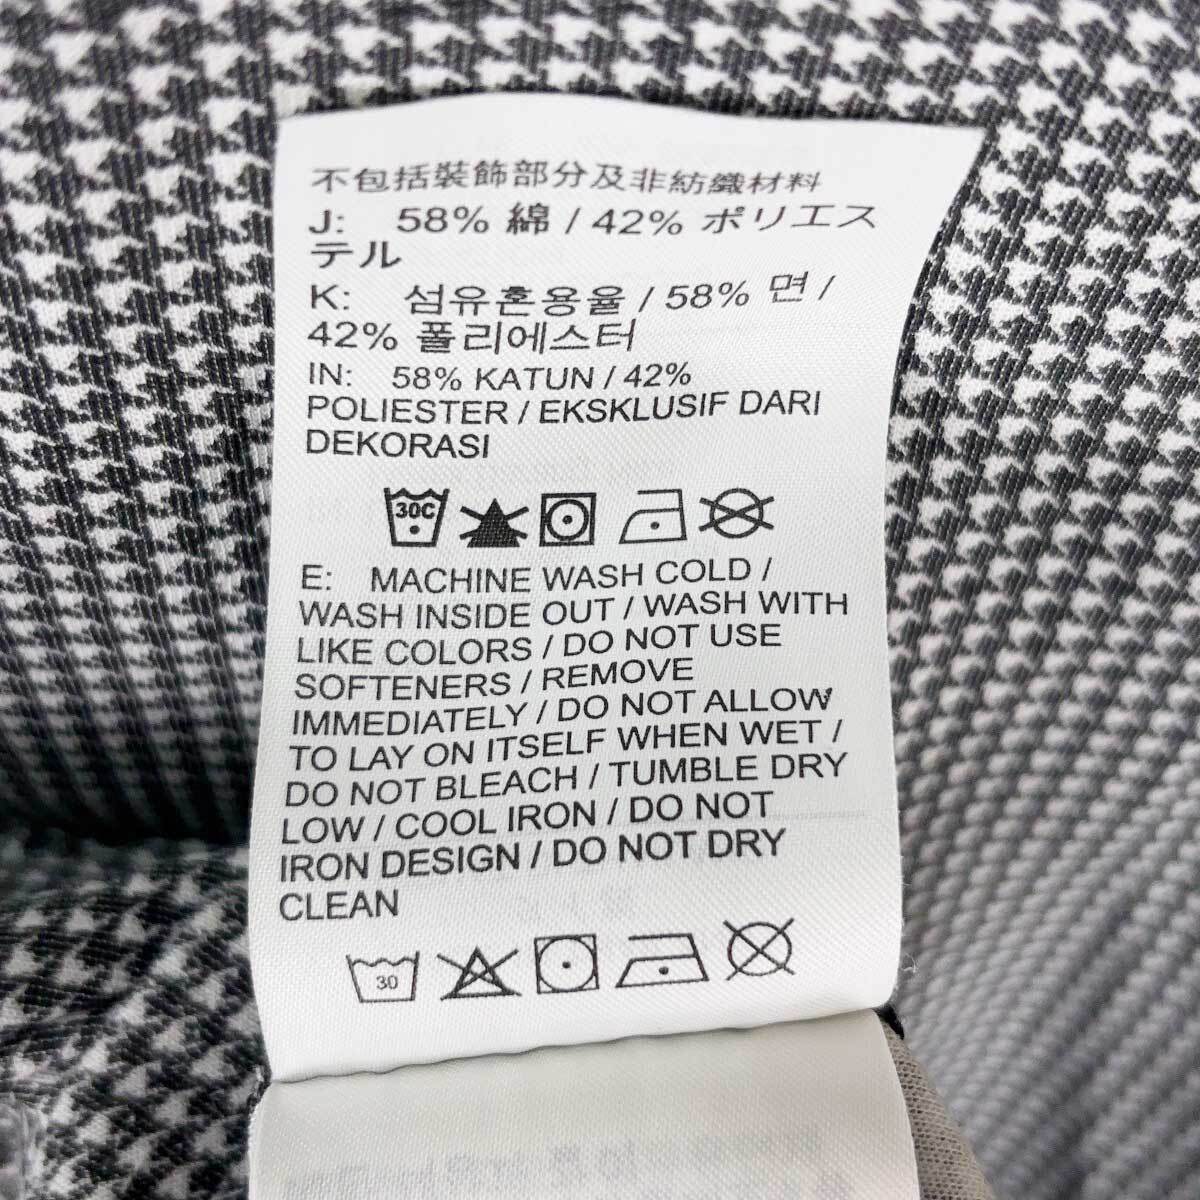 不包括裝飾部分及非紡織材料
J: 58% 綿 / 42% ポリエス
テル
K: 섬유혼용율 / 58% 면 /
42% 폴리에스터
IN: 58% KATUN / 42%
POLIESTER / EKSKLUSIF DARI
DEKORASI
30C
E: MACHINE WASH COLD /
WASH INSIDE OUT / WASH WITH
LIKE COLORS / DO NOT USE
SOFTENERS / REMOVE
IMMEDIATELY / DO NOT ALLOW
TO LAY ON ITSELF WHEN WET /
DO NOT BLEACH / TUMBLE DRY
LOW / COOL IRON / DO NOT
IRON DESIGN / DO NOT DRY
CLEAN
30